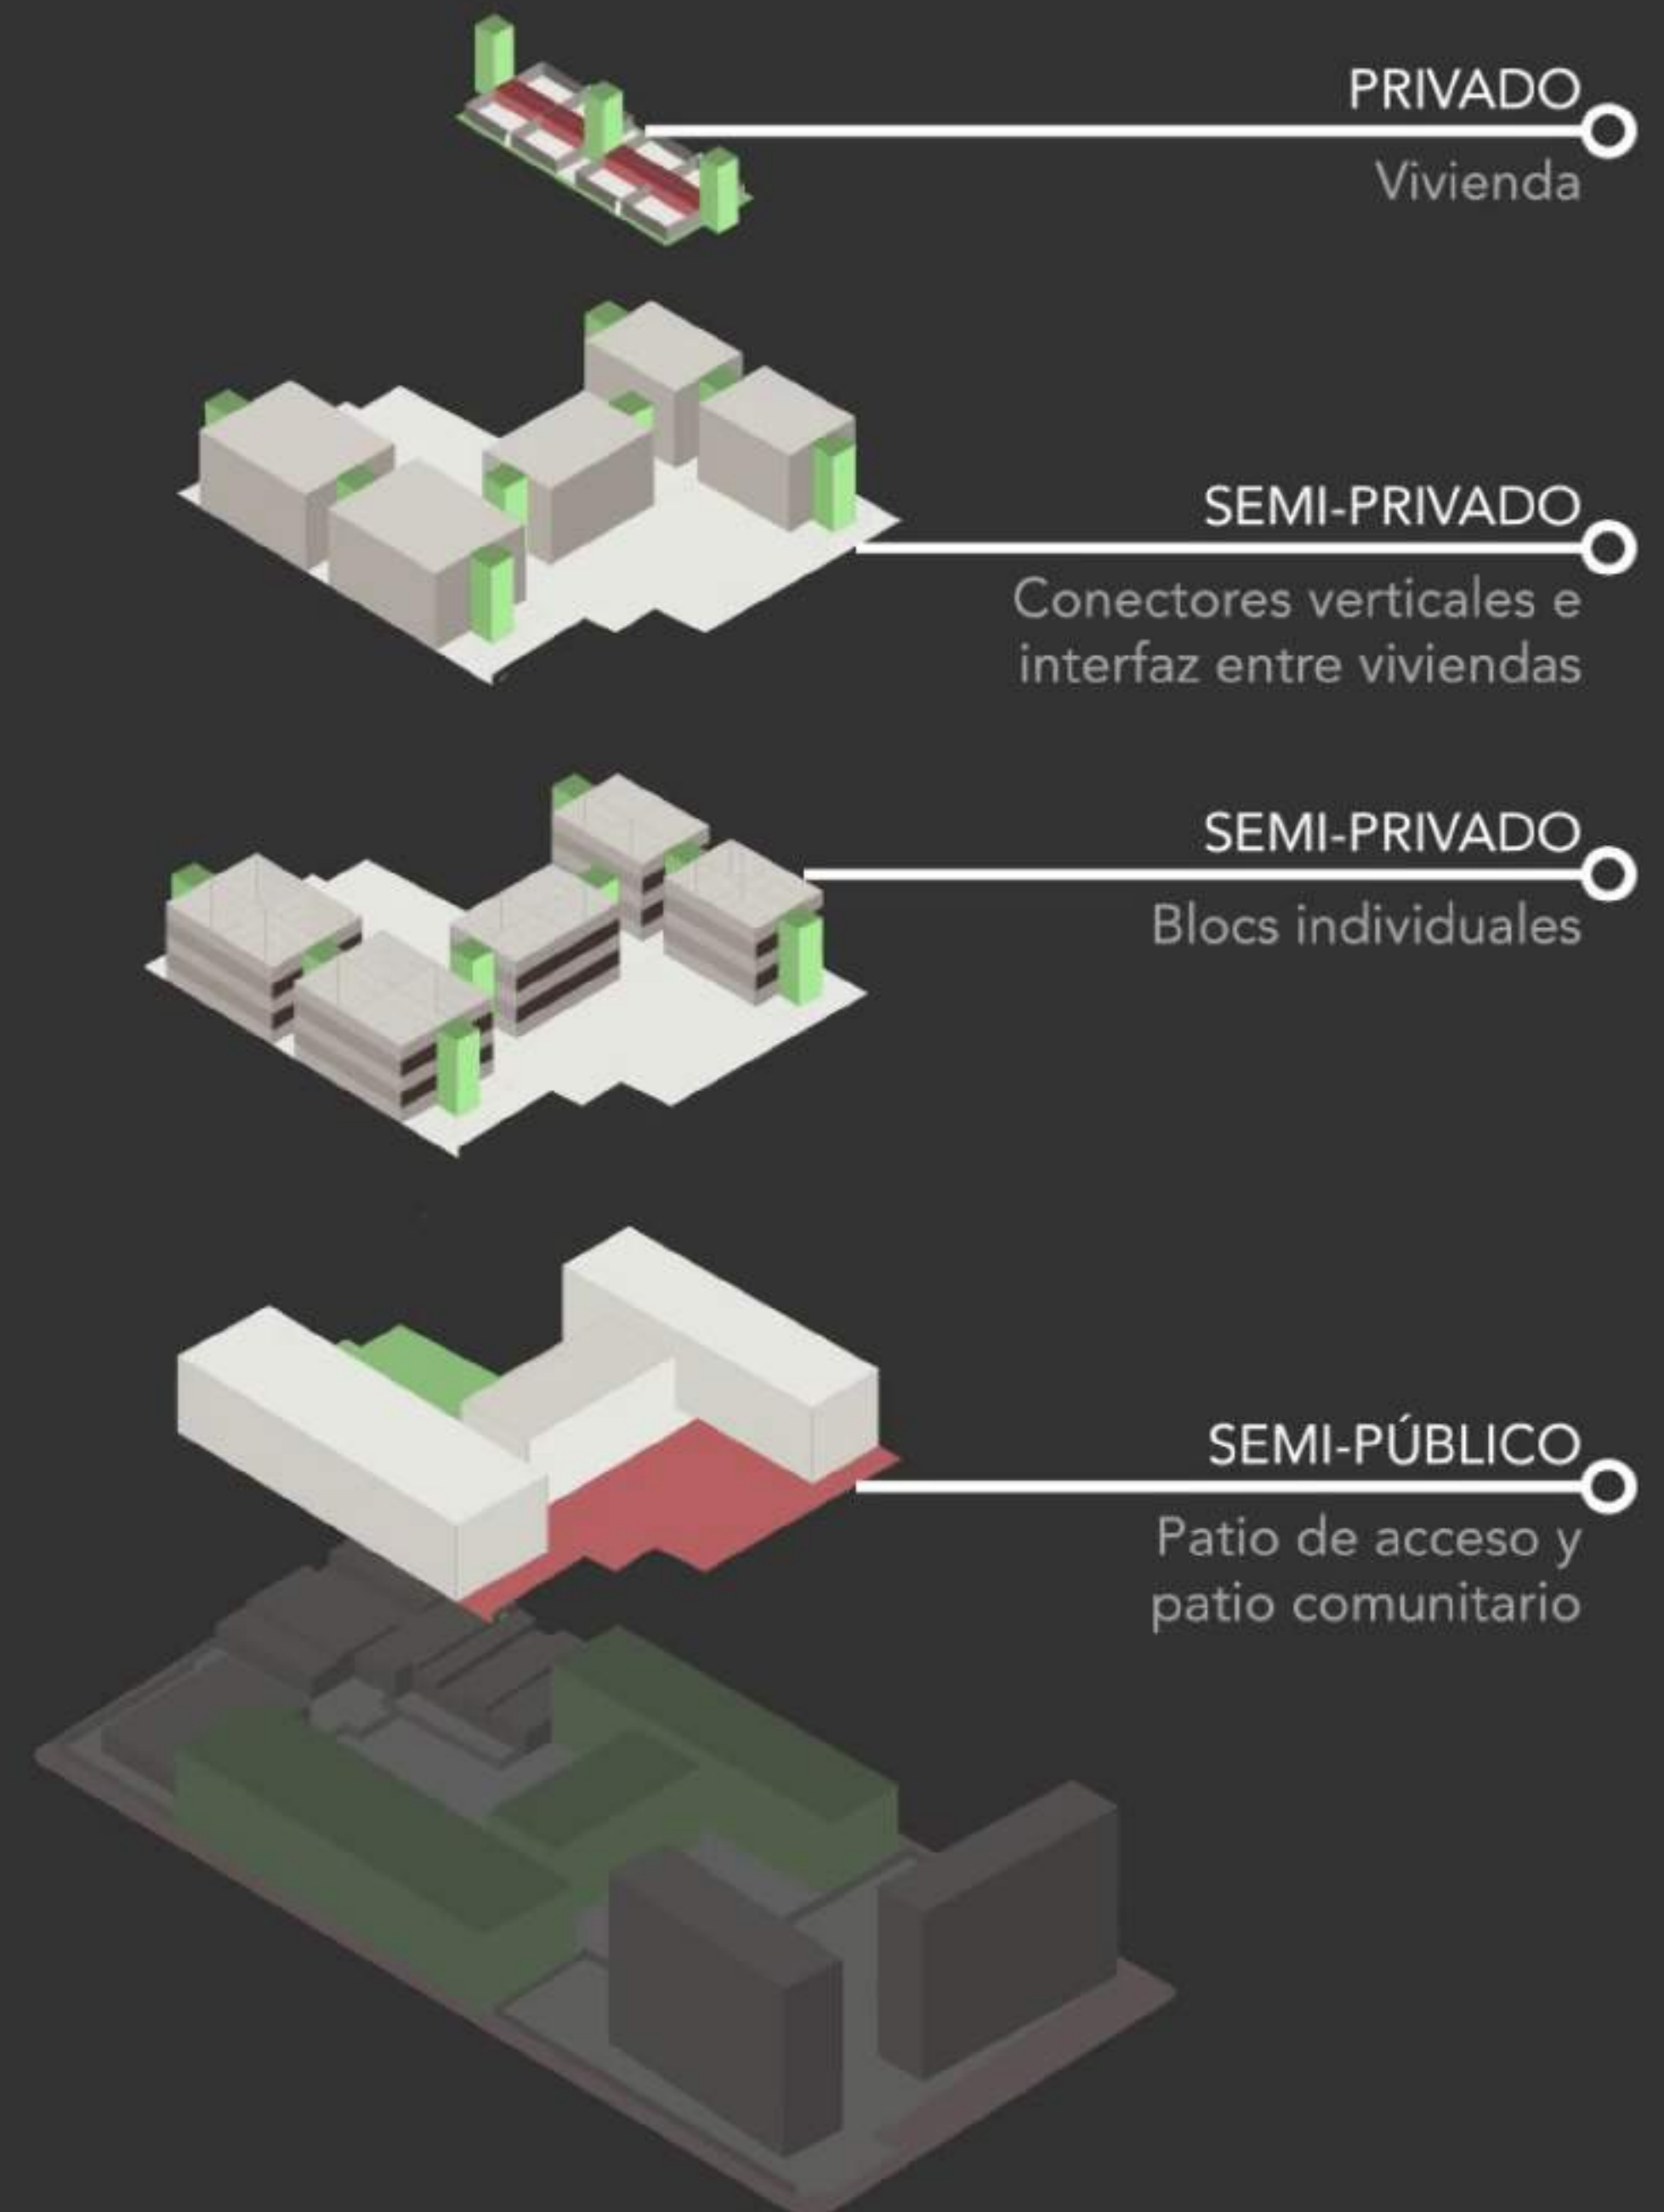 PRIVADO
Vivienda
SEMI-PRIVADO
Conectores verticales e
interfaz entre viviendas
SEMI-PRIVADO
Blocs individuales
SEMI-PÚBLICO
Patio de acceso y
patio comunitario